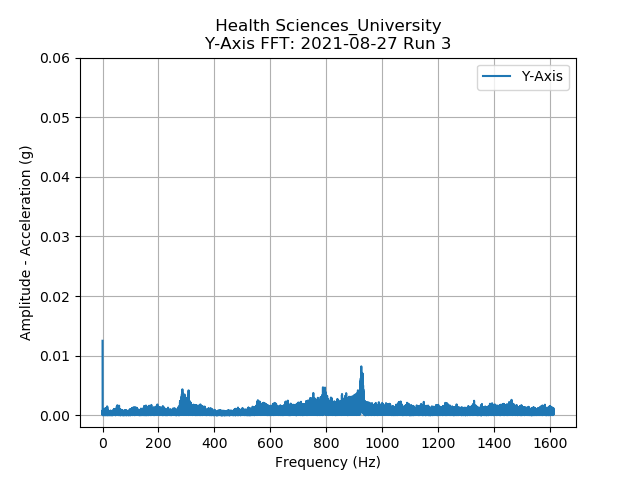 Health Sciences_University
Y-Axis FFT: 2021-08-27 Run 3
Y-Axis
0.06
0.05
0.04
0.03
0.02
0.01
0.00
Amplitude - Acceleration (g)
0 200 400 600 800 1000 1200 1400 1600
Frequency (Hz)